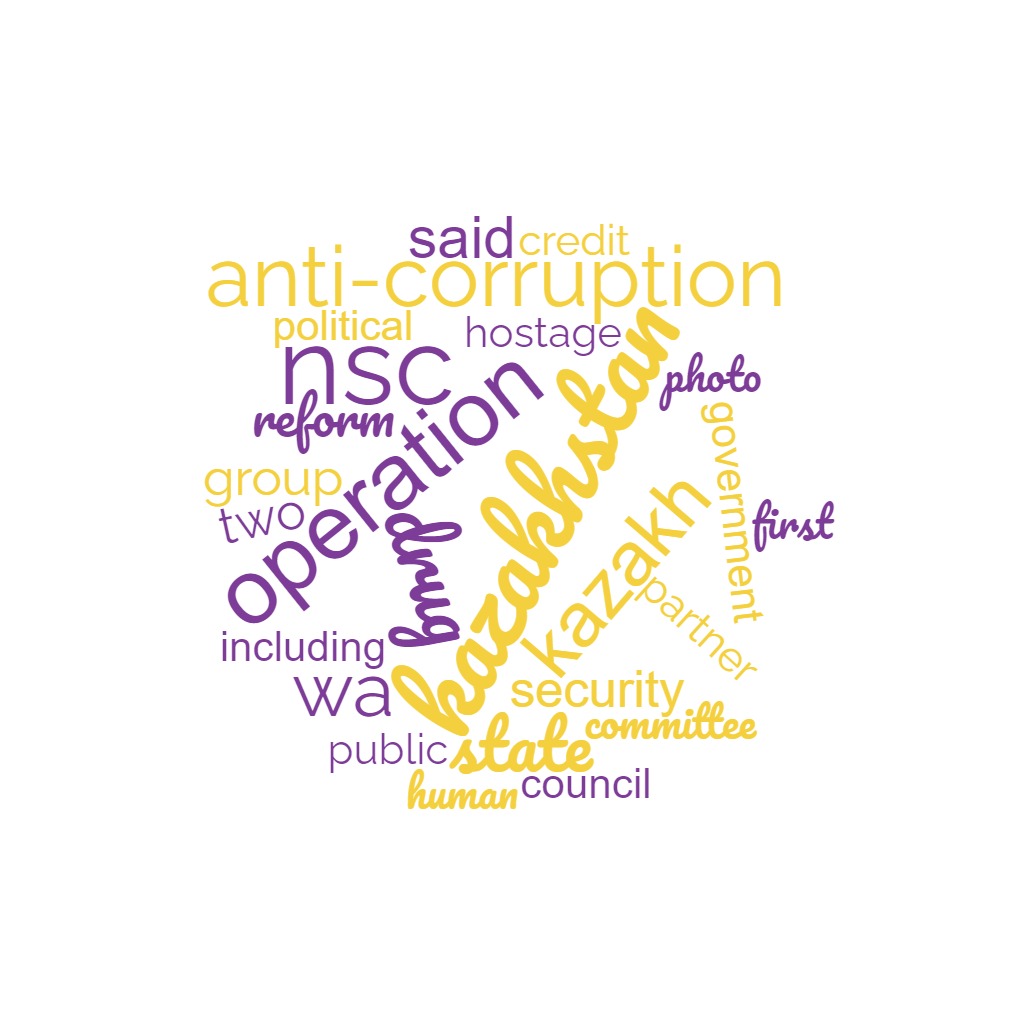 said
credit
anti-corruption
political
hostage
nsc
photo
reform
operation
kazakhstan
government
group
two
first
drug
kazakh
partner
including
wa
security
committee
public
state
human
council